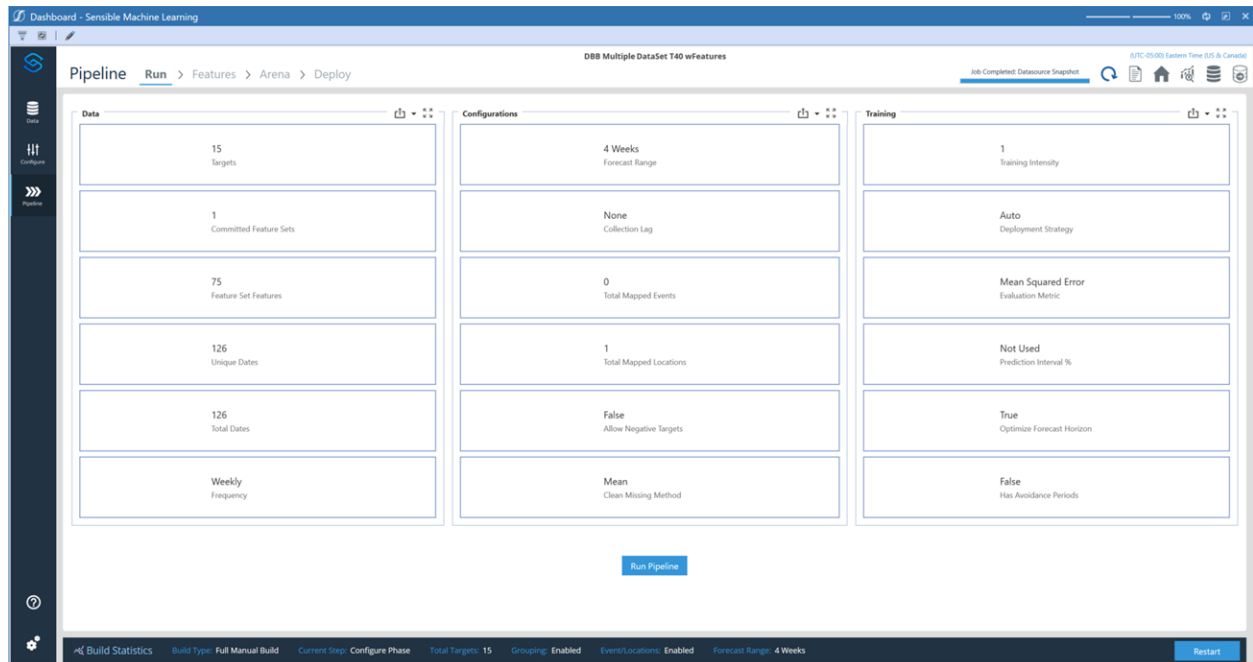 Dashboard - Sensible Machine Learning
100%
DBB Multiple DataSet T40 wFeatures
(UTC-05:00) Eastern Time (US & Canada)
Pipeline Run > Features > Arena > Deploy
Job Completed: Datasource Snapshot
Data
Configure
Pipeline
Data
15
Targets
1
Committed Feature Sets
75
Feature Set Features
126
Unique Dates
126
Total Dates
Weekly
Frequency
Configurations
4 Weeks
Forecast Range
None
Collection Lag
0
Total Mapped Events
1
Total Mapped Locations
False
Allow Negative Targets
Mean
Clean Missing Method
Training
1
Training Intensity
Auto
Deployment Strategy
Mean Squared Error
Evaluation Metric
Not Used
Prediction Interval %
True
Optimize Forecast Horizon
False
Has Avoidance Periods
Run Pipeline
Build Statistics Build Type: Full Manual Build Current Step: Configure Phase Total Targets: 15 Grouping: Enabled Event/Locations: Enabled Forecast Range: 4 Weeks
Restart